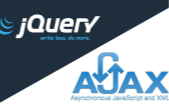 jQuery
write less, do more.
AJAX
Asynchronous JavaScript and XML